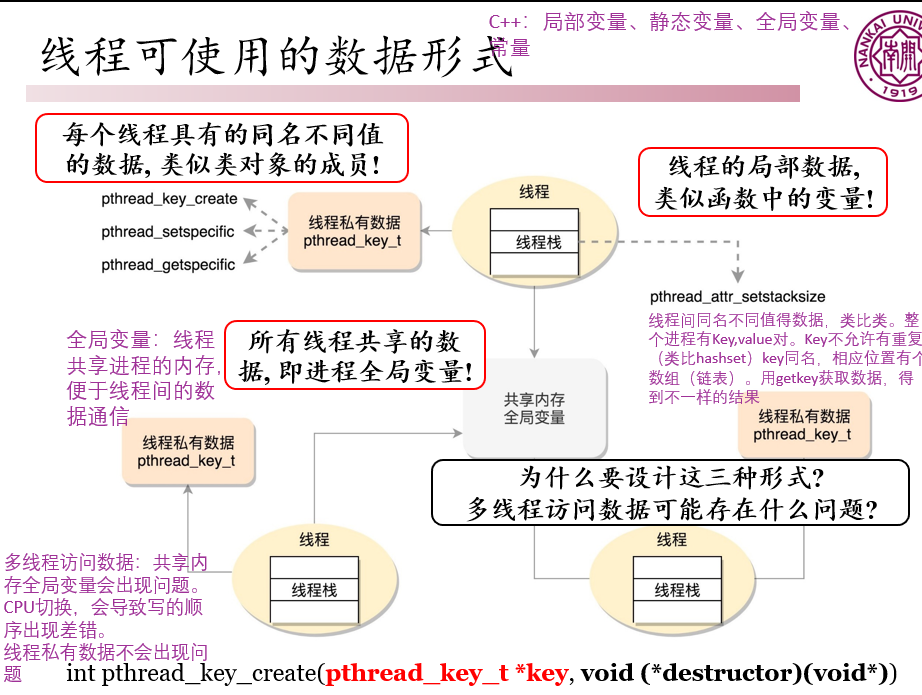 C++：局部变量、静态变量、全局变量、
常量
线程可使用的数据形式
NANKAI UNIV
南开
1919
每个线程具有的同名不同值
的数据, 类似类对象的成员!
线程的局部数据,
类似函数中的变量!
pthread_key_create
pthread_setspecific
pthread_getspecific
线程私有数据
pthread_key_t
线程
线程栈
pthread_attr_setstacksize
线程间同名不同值得数据，类比类。整
个进程有Key,value对。Key不允许有重复
（类比hashset）key同名，相应位置有个
数组（链表）。用getkey获取数据，得
到不一样的结果
全局变量：线程
共享进程的内存,
便于线程间的数
据通信
所有线程共享的数
据, 即进程全局变量!
共享内存
全局变量
线程私有数据
pthread_key_t
线程私有数据
pthread_key_t
为什么要设计这三种形式?
多线程访问数据可能存在什么问题?
线程
线程栈
线程
线程栈
多线程访问数据：共享内
存全局变量会出现问题。
CPU切换，会导致写的顺
序出现差错。
线程私有数据不会出现问
题
int pthread_key_create(pthread_key_t *key, void (*destructor)(void*))